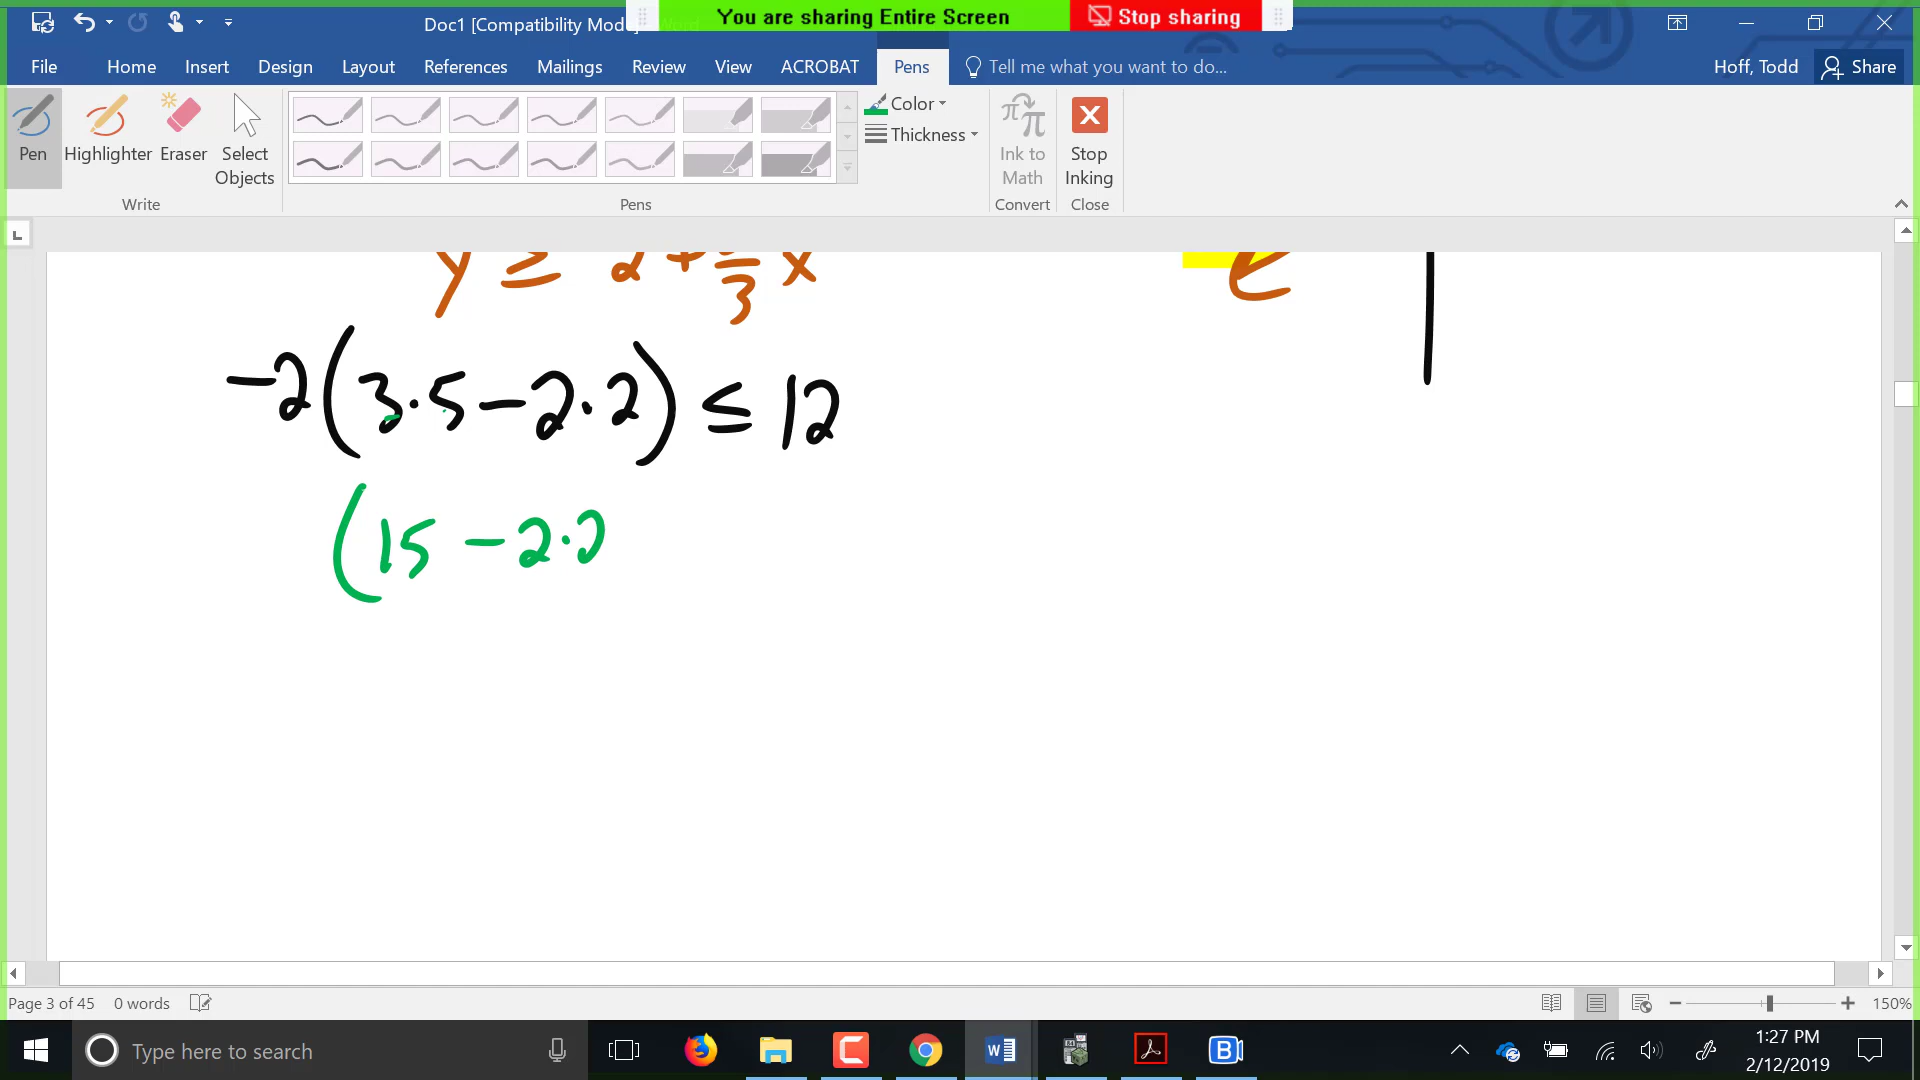 You are sharing Entire Screen
Stop sharing
Doc1 [Compatibility Mode] - Word
File Home Insert Design Layout References Mailings Review View ACROBAT Pens Tell me what you want to do... Hoff, Todd Share
Pen Highlighter Eraser Select Objects
Color
Thickness
Ink to Math
Stop Inking
Write Pens Convert Close
y ≥ 2 + /3 x
e
-2(3·5-2·2) ≤ 12
(15 -2·2
Page 3 of 45 0 words 150%
Type here to search
1:27 PM
2/12/2019